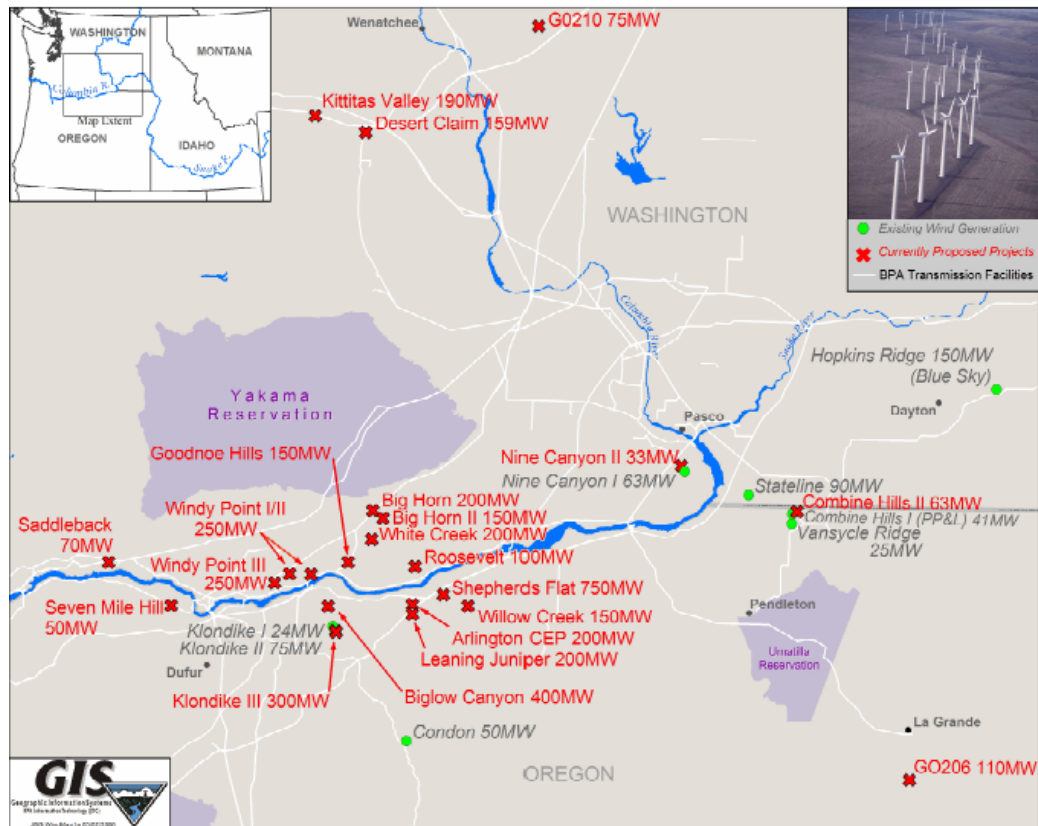 WASHINGTON
MONTANA
Columbia R.
Map Extent
OREGON
IDAHO
Snake R.
Wenatchee
G0210 75MW
Kittitas Valley 190MW
Desert Claim 159MW
WASHINGTON
Existing Wind Generation
Currently Proposed Projects
BPA Transmission Facilities
Columbia River
Snake River
Hopkins Ridge 150MW
(Blue Sky)
Dayton
Yakama
Reservation
Pasco
Goodnoe Hills 150MW
Nine Canyon II 33MW
Nine Canyon I 63MW
Stateline 90MW
Big Horn 200MW
Big Horn II 150MW
White Creek 200MW
Combine Hills II 63MW
Combine Hills I (PP&L) 41MW
Vansycle Ridge
25MW
Windy Point I/II
250MW
Saddleback
70MW
Roosevelt 100MW
Windy Point III
250MW
Shepherds Flat 750MW
Seven Mile Hill
50MW
Willow Creek 150MW
Pendleton
Klondike I 24MW
Klondike II 75MW
Arlington CEP 200MW
Leaning Juniper 200MW
Umatilla
Reservation
Dufur
Klondike III 300MW
Biglow Canyon 400MW
Condon 50MW
La Grande
GO206 110MW
OREGON
GIS
Geographic Information Systems